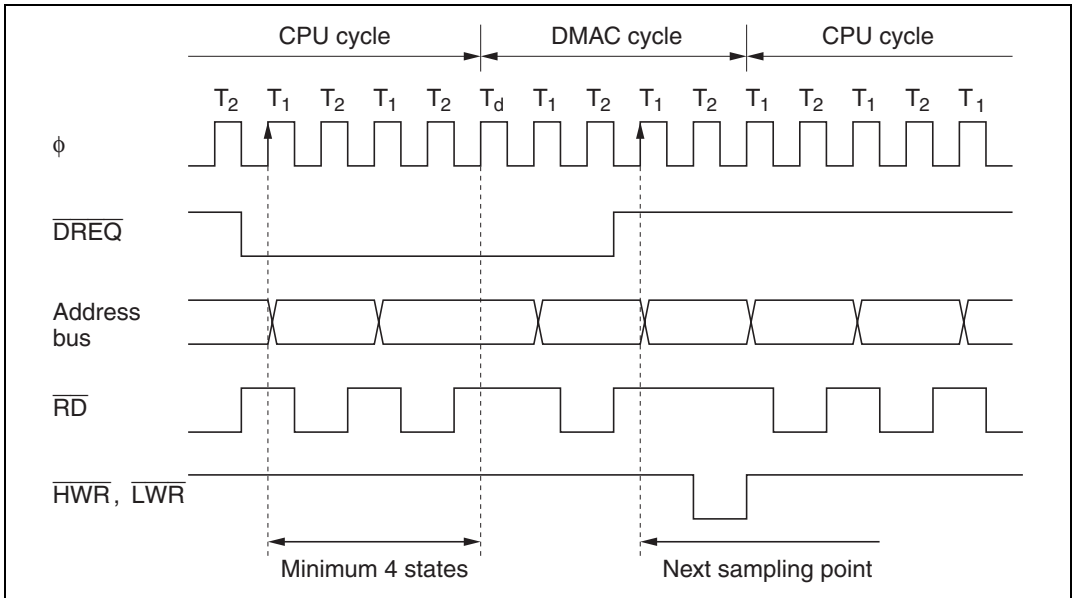 CPU cycle DMAC cycle CPU cycle
T2 T1 T2 T1 T2 Td T1 T2 T1 T2 T1 T2 T1 T2 T1
ϕ
DREQ
Address
bus
RD
HWR, LWR
Minimum 4 states Next sampling point